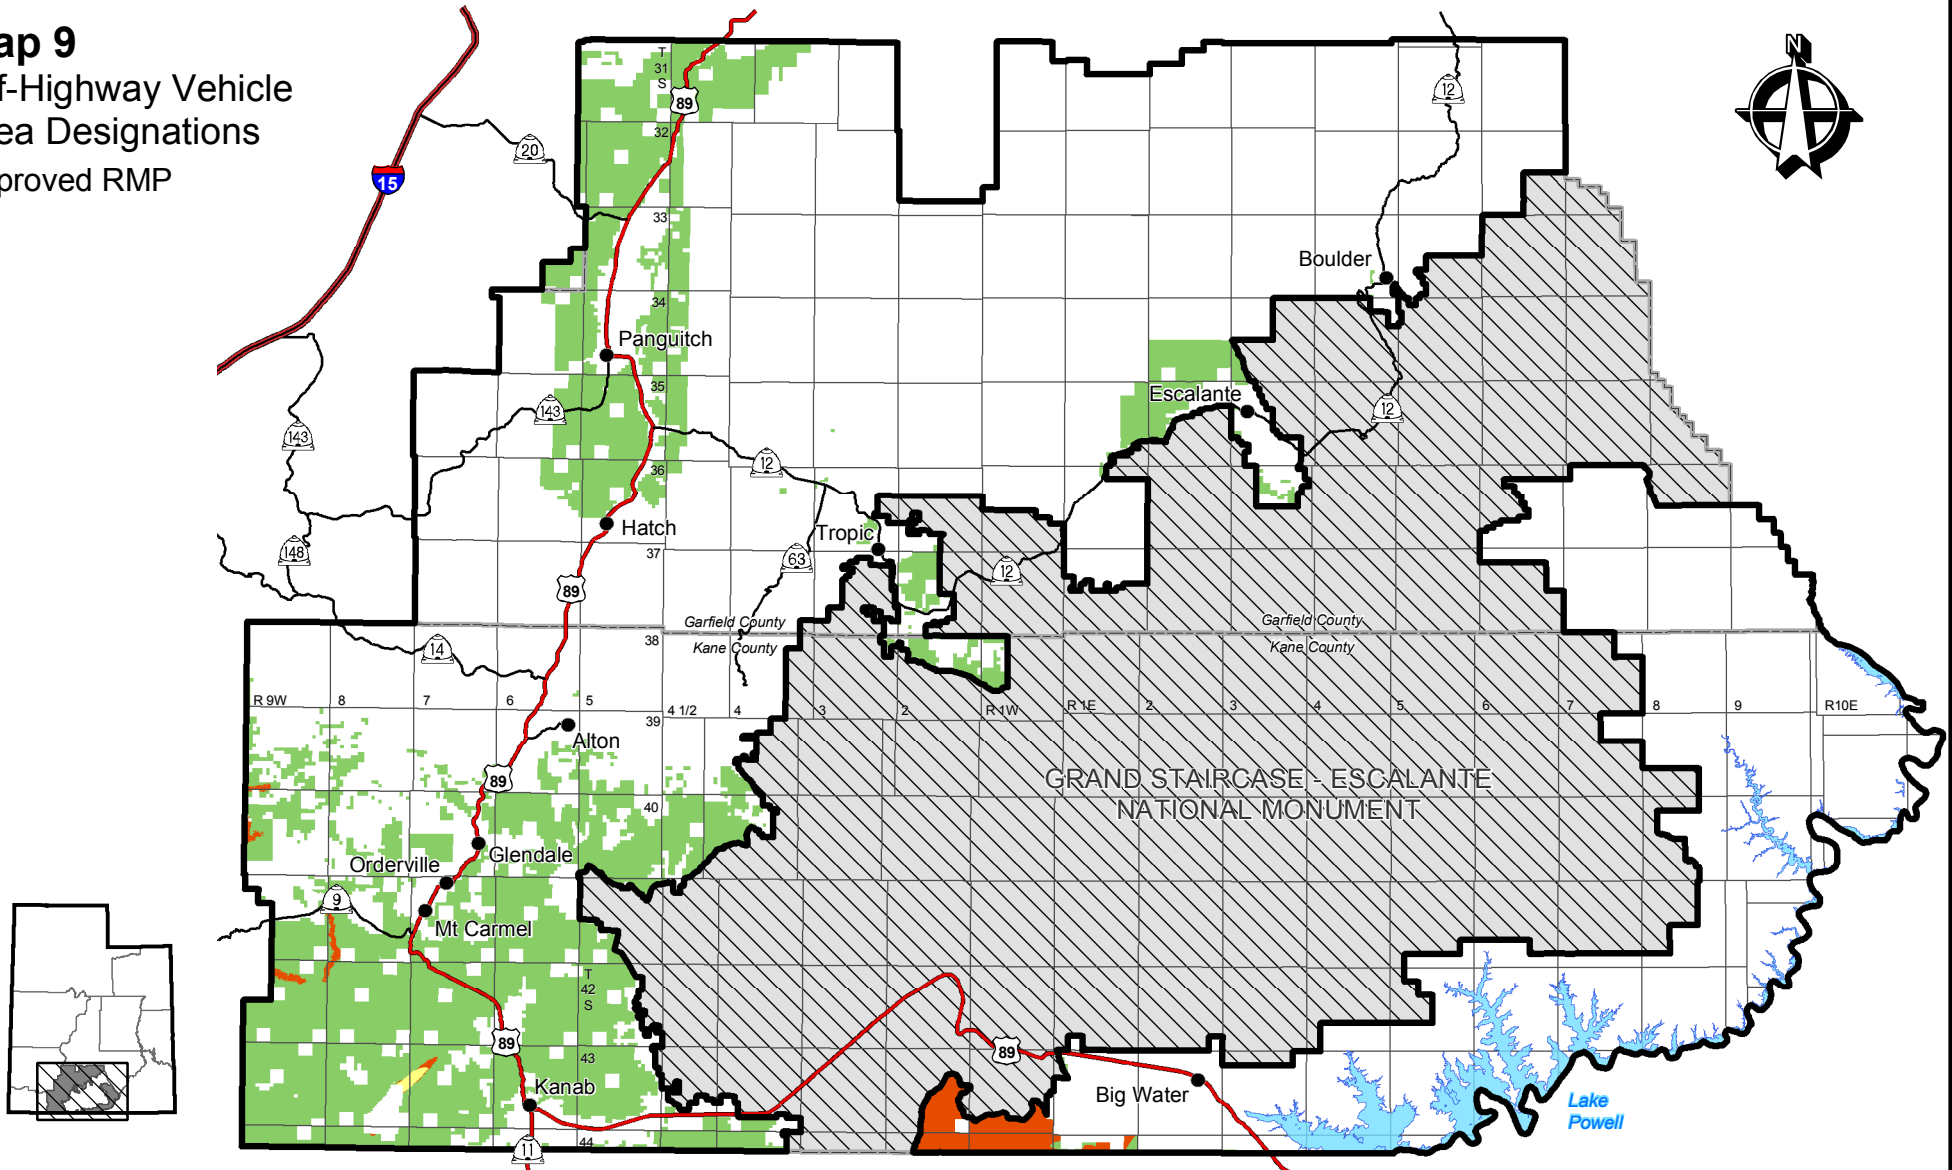 ap 9
f-Highway Vehicle
ea Designations
proved RMP
N
15
20
89
12
T
31
S
32
33
34
35
36
37
38
39
40
T
42
S
43
44
Boulder
Panguitch
143
143
Escalante
12
12
Hatch
Tropic
148
63
12
89
14
Garfield County
Kane County
Garfield County
Kane County
R 9W
8
7
6
5
4 1/2
4
3
2
R 1W
R 1E
2
3
4
5
6
7
8
9
R10E
Alton
89
GRAND STAIRCASE - ESCALANTE
NATIONAL MONUMENT
Glendale
Orderville
9
Mt Carmel
89
89
Kanab
Big Water
11
Lake
Powell